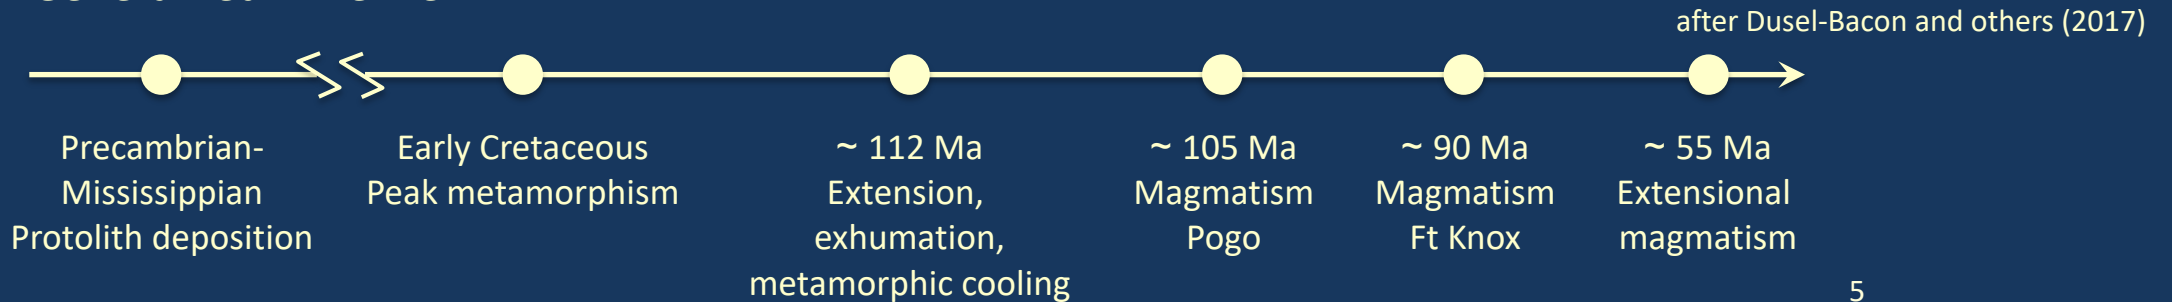 after Dusel-Bacon and others (2017)
Precambrian-
Mississippian
Protolith deposition
Early Cretaceous
Peak metamorphism
~ 112 Ma
Extension,
exhumation,
metamorphic cooling
~ 105 Ma
Magmatism
Pogo
~ 90 Ma
Magmatism
Ft Knox
~ 55 Ma
Extensional
magmatism
5